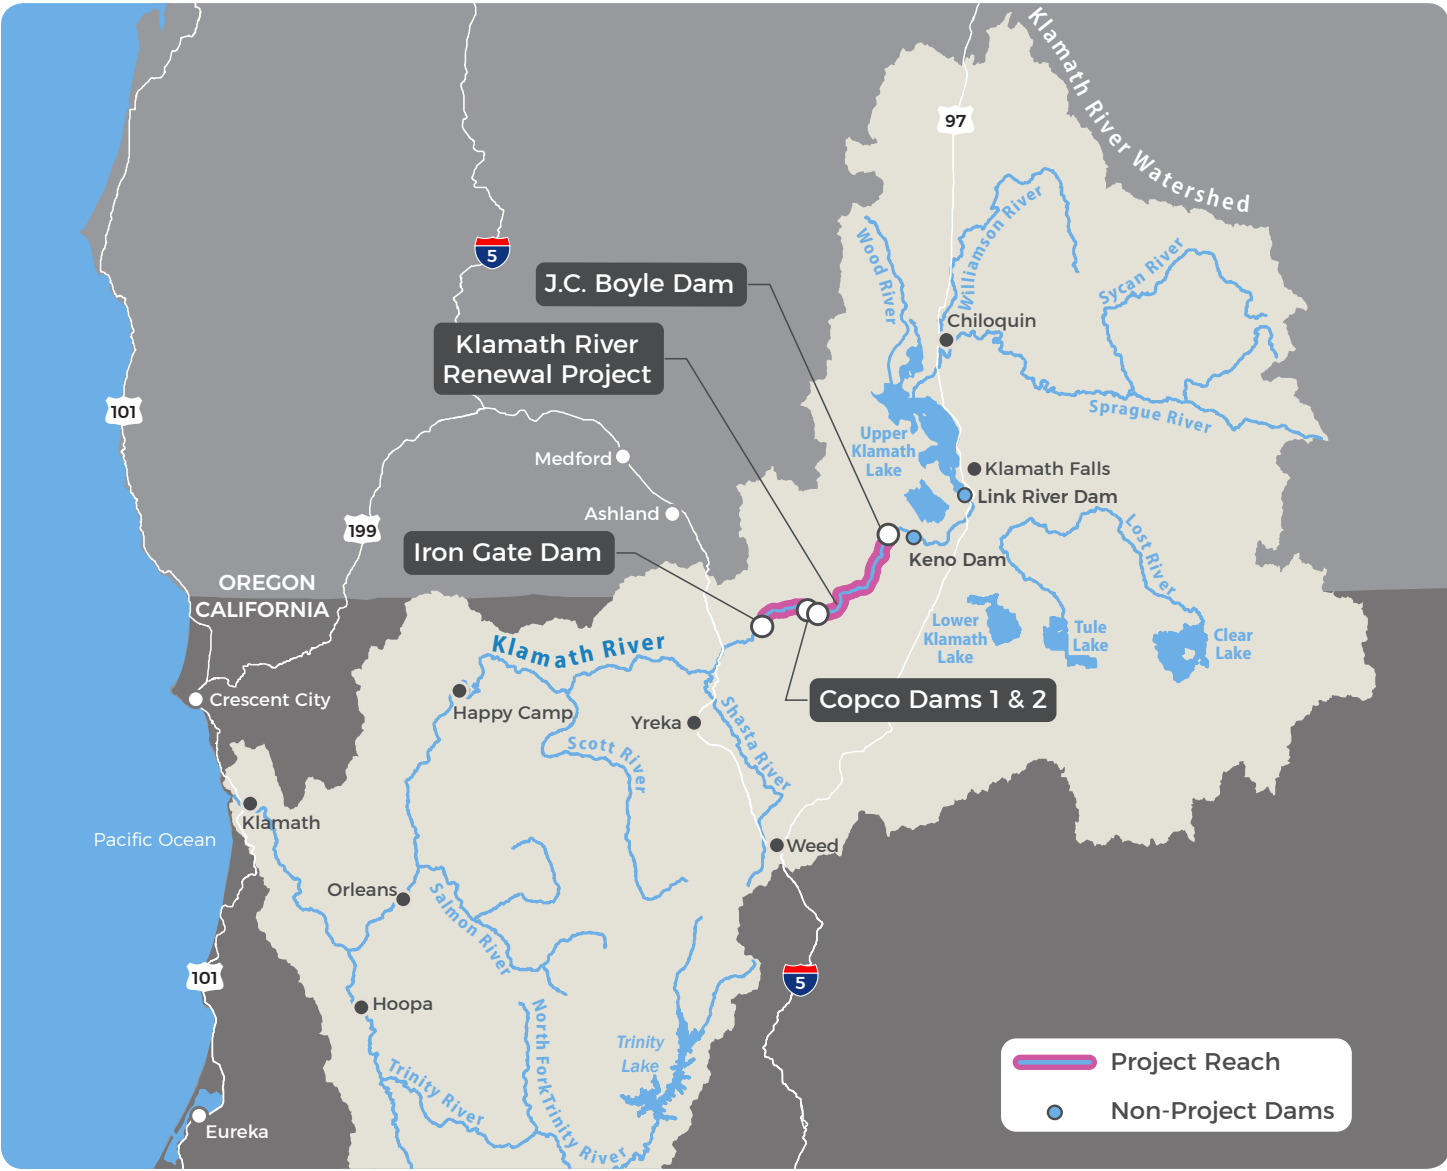 Klamath River Watershed
97
Wood River
Williamson River
Sycan River
5
J.C. Boyle Dam
Chiloquin
Klamath River
Renewal Project
101
Sprague River
Upper
Klamath
Lake
Medford
Klamath Falls
Link River Dam
Ashland
199
Lost River
Iron Gate Dam
Keno Dam
OREGON
CALIFORNIA
Lower
Klamath
Lake
Tule
Lake
Clear
Lake
Klamath River
Crescent City
Happy Camp
Copco Dams 1 & 2
Yreka
Shasta River
Scott River
Klamath
Pacific Ocean
Weed
Orleans
Salmon River
101
5
Hoopa
North Fork Trinity River
Trinity
Lake
Trinity River
Eureka
Project Reach
Non-Project Dams